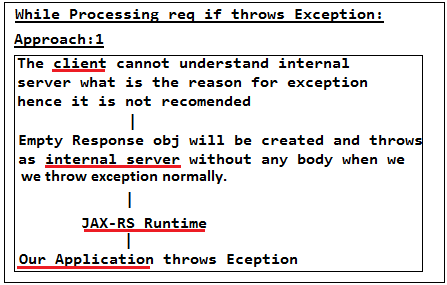 While Processing req if throws Exception:
Approach:1
The client cannot understand internal
server what is the reason for exception
hence it is not recomended
Empty Response obj will be created and throws
as internal server without any body when we
we throw exception normally.
JAX-RS Runtime
Our Application throws Eception